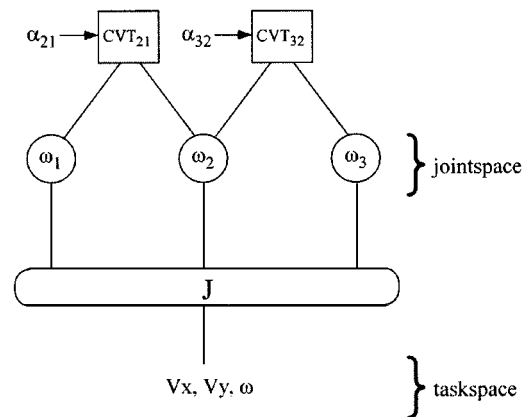 α₂₁ CVT₂₁ α₃₂ CVT₃₂
ω₁ ω₂ ω₃ jointspace
J
Vx, Vy, ω taskspace